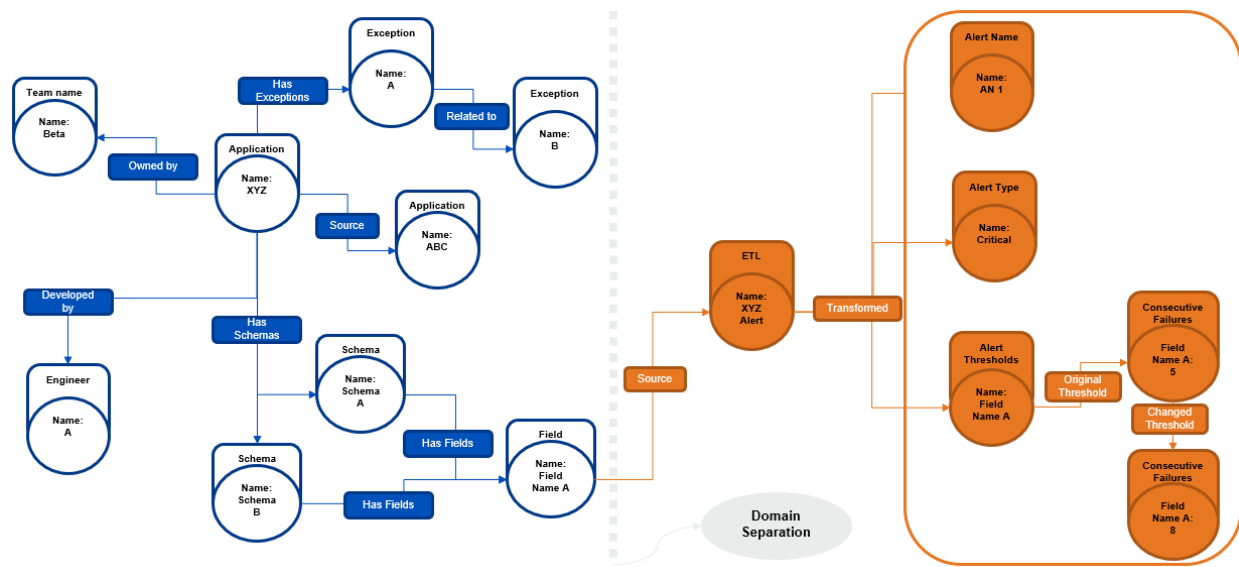 Exception
Name:
A
Has
Exceptions
Related to
Exception
Name:
B
Team name
Name:
Beta
Owned by
Application
Name:
XYZ
Source
Application
Name:
ABC
Developed
by
Has
Schemas
Engineer
Name:
A
Schema
Name:
Schema
A
Has Fields
Schema
Name:
Schema
B
Has Fields
Field
Name:
Field
Name A
Source
ETL
Name:
XYZ
Alert
Transformed
Domain
Separation
Alert Name
Name:
AN 1
Alert Type
Name:
Critical
Alert
Thresholds
Name:
Field
Name A
Original
Threshold
Consecutive
Failures
Field
Name A:
5
Changed
Threshold
Consecutive
Failures
Field
Name A:
8